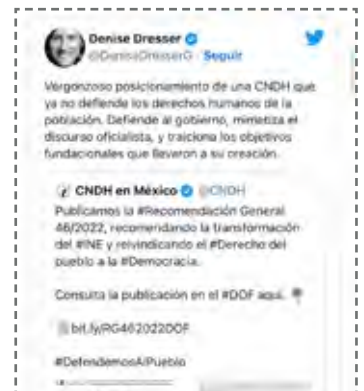 Denise Dresser
@DeniseDresserG · Seguir
Vergonzoso posicionamiento de una CNDH que
ya no defiende los derechos humanos de la
población. Defiende al gobierno, mimetiza el
discurso oficialista, y traiciona los objetivos
fundacionales que llevaron a su creación.
CNDH en México @CNDH
Publicamos la #Recomendación General
46/2022, recomendando la transformación
del #INE y reivindicando el #Derecho del
pueblo a la #Democracia.
Consulta la publicación en el #DOF aquí.
bit.ly/RG462022DOF
#DefendemosAlPueblo